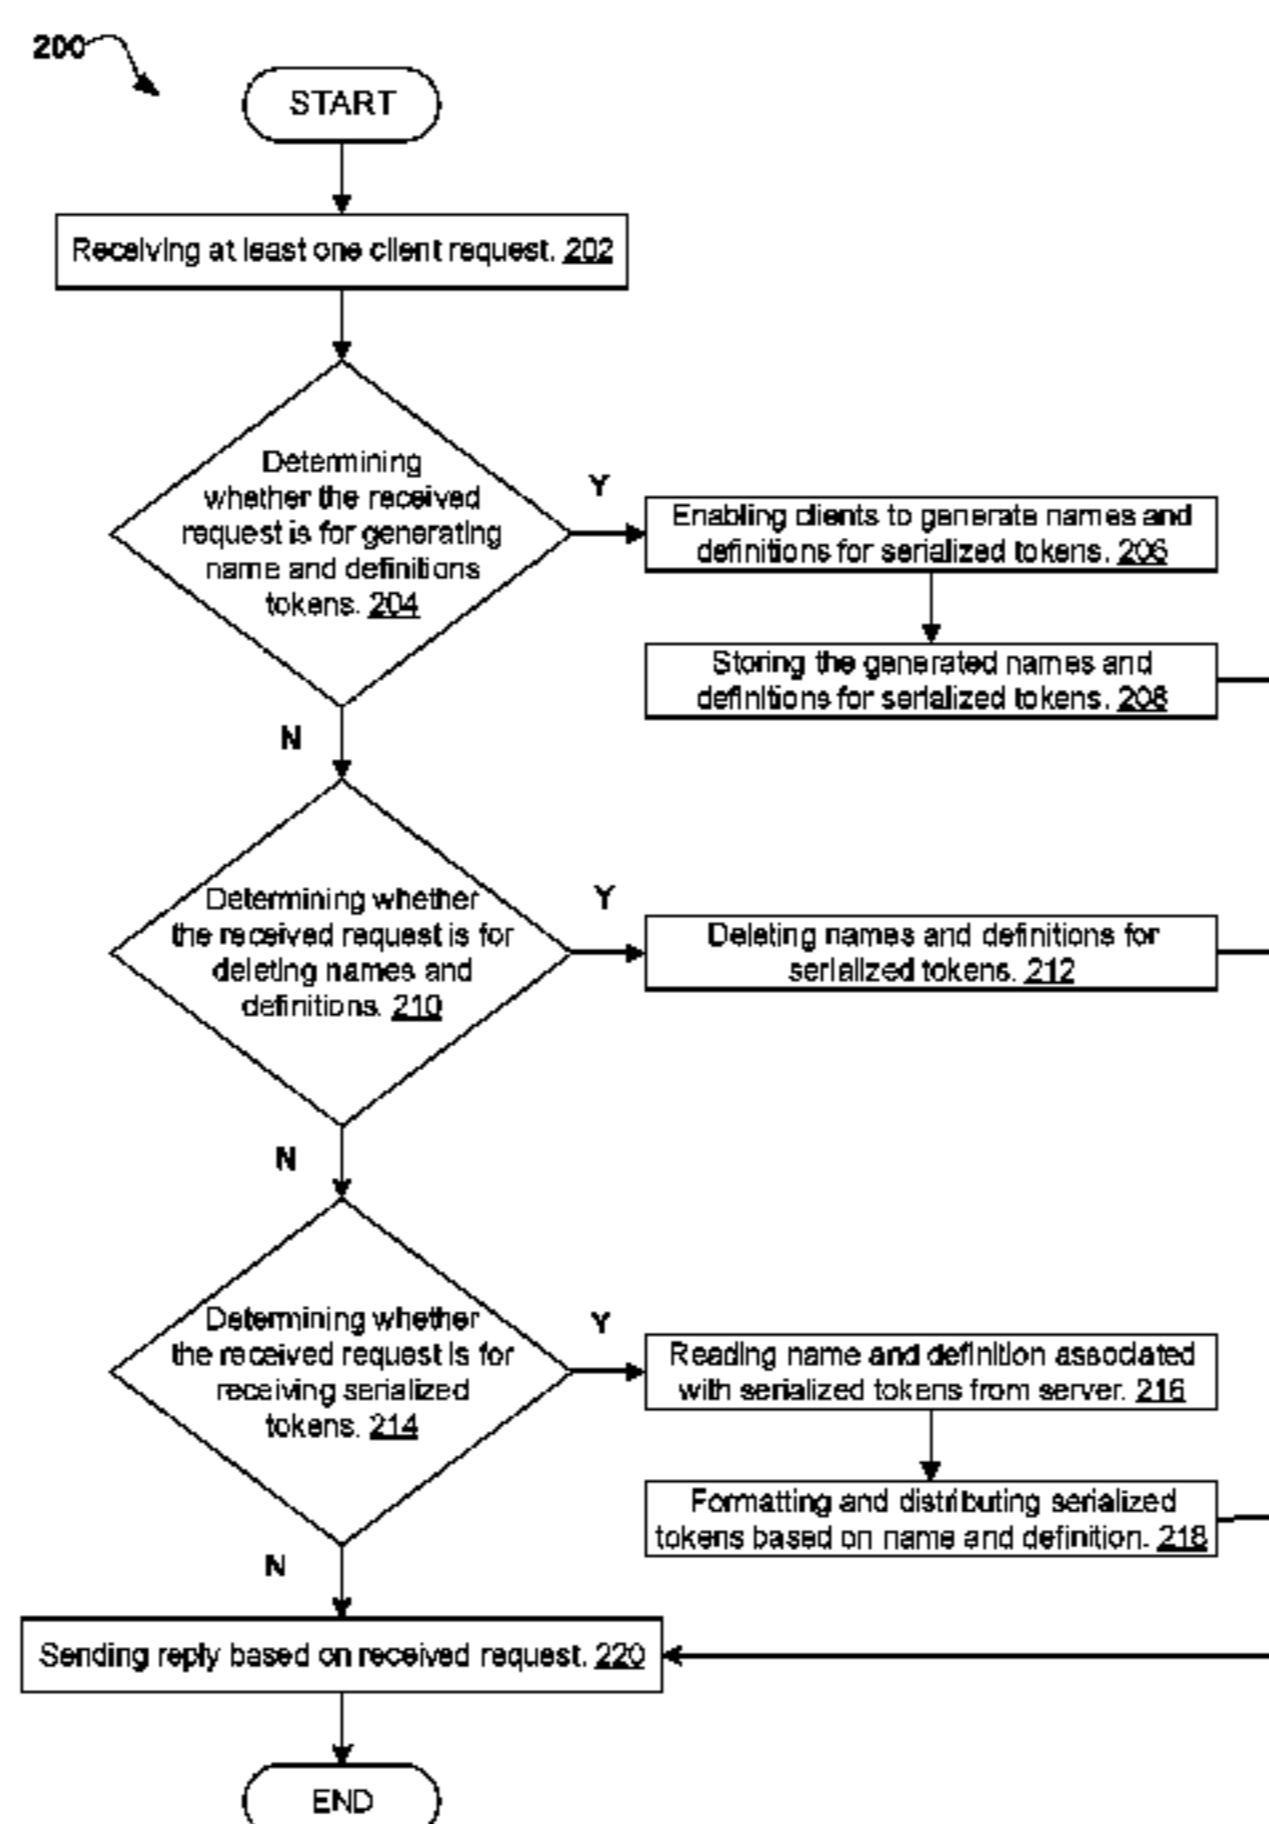 200
START
Receiving at least one client request. 202
Determining
whether the received
request is for generating
name and definitions
tokens. 204
Y
Enabling clients to generate names and
definitions for serialized tokens. 206
Storing the generated names and
definitions for serialized tokens. 208
N
Determining whether
the received request is for
deleting names and
definitions. 210
Y
Deleting names and definitions for
serialized tokens. 212
N
Determining whether
the received request is for
receiving serialized
tokens. 214
Y
Reading name and definition associated
with serialized tokens from server. 216
Formatting and distributing serialized
tokens based on name and definition. 218
N
Sending reply based on received request. 220
END